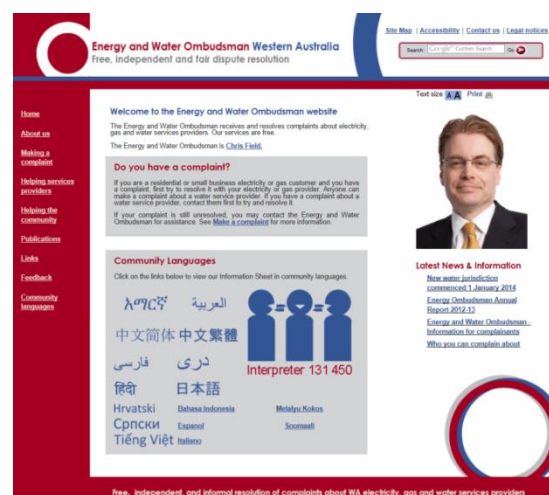 Site Map | Accessibility | Contact us | Legal notices
Energy and Water Ombudsman Western Australia
Free, independent and fair dispute resolution
Search Google Custom Search Go
Text size A A Print
Home
About us
Making a
complaint
Helping services
providers
Helping the
community
Publications
Links
Feedback
Community
languages
Welcome to the Energy and Water Ombudsman website
The Energy and Water Ombudsman receives and resolves complaints about electricity,
gas and water services providers. Our services are free.
The Energy and Water Ombudsman is Chris Field.
Do you have a complaint?
If you are a residential or small business electricity or gas customer and you have
a complaint, first try to resolve it with your electricity or gas provider. Anyone can
make a complaint about a water service provider. If you have a complaint about a
water service provider, contact them first to try and resolve it.
If your complaint is still unresolved, you may contact the Energy and Water
Ombudsman for assistance. See Make a complaint for more information.
Community Languages
Click on the links below to view our Information Sheet in community languages.
አማርኛ العربية
中文简体 中文繁體
فارسی دری
हिंदी 日本語
Hrvatski Bahasa Indonesia Melatyu Kokos
Српски Espanol Soomaali
Tiếng Việt Italiano
Interpreter 131 450
Latest News & Information
New water jurisdiction
commenced 1 January 2014
Energy Ombudsman Annual
Report 2012-13
Energy and Water Ombudsman -
Information for complainants
Who you can complain about
Free, independent, and informal resolution of complaints about WA electricity, gas and water services providers